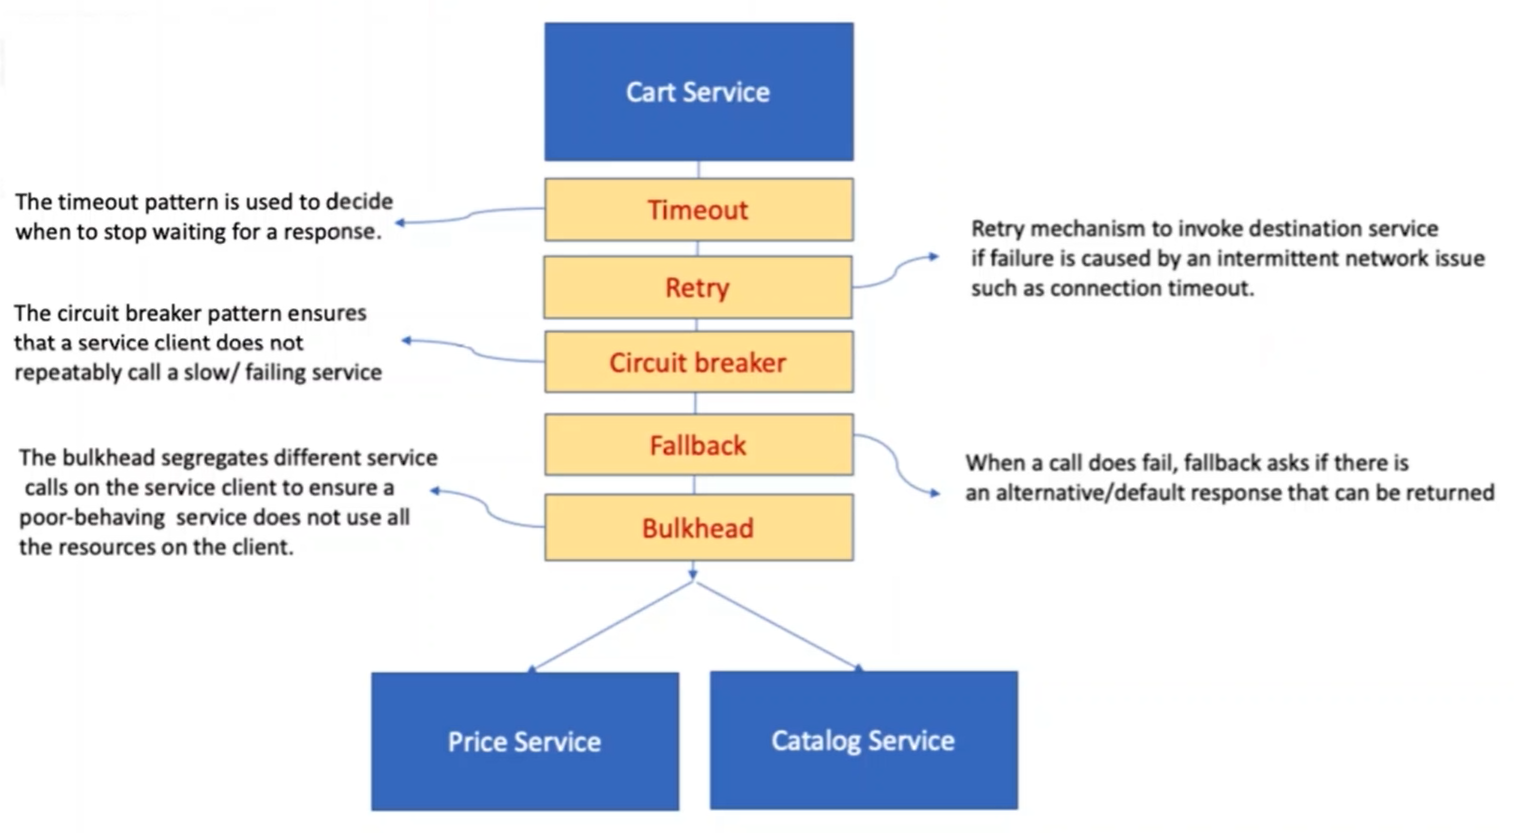 Cart Service
Timeout
The timeout pattern is used to decide
when to stop waiting for a response.
Retry
Retry mechanism to invoke destination service
if failure is caused by an intermittent network issue
such as connection timeout.
Circuit breaker
The circuit breaker pattern ensures
that a service client does not
repeatably call a slow/ failing service
Fallback
When a call does fail, fallback asks if there is
an alternative/default response that can be returned
Bulkhead
The bulkhead segregates different service
calls on the service client to ensure a
poor-behaving service does not use all
the resources on the client.
Price Service
Catalog Service